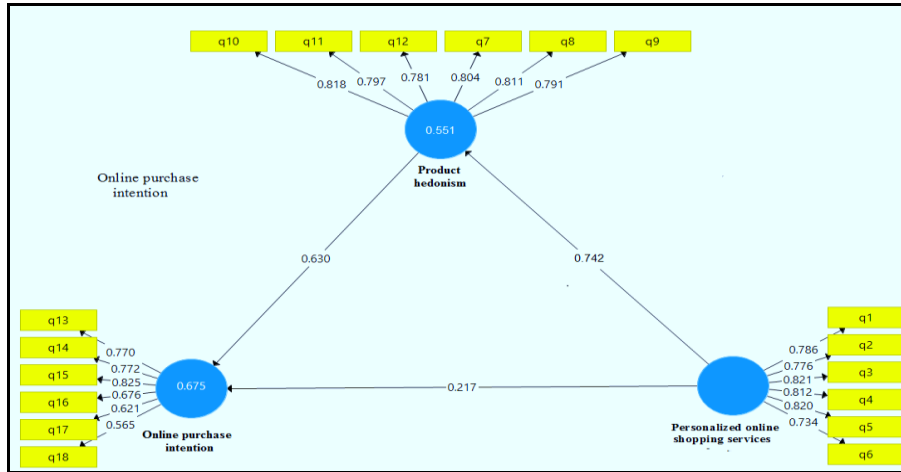 q10 q11 q12 q7 q8 q9
0.818 0.797 0.781 0.804 0.811 0.791
0.551
Product
hedonism
Online purchase
intention
0.630
0.742
q13
q14
q15
q16
q17
q18
0.770
0.772
0.825
0.676
0.621
0.565
0.675
Online purchase
intention
0.217
Personalized online
shopping services
0.786
0.776
0.821
0.812
0.820
0.734
q1
q2
q3
q4
q5
q6